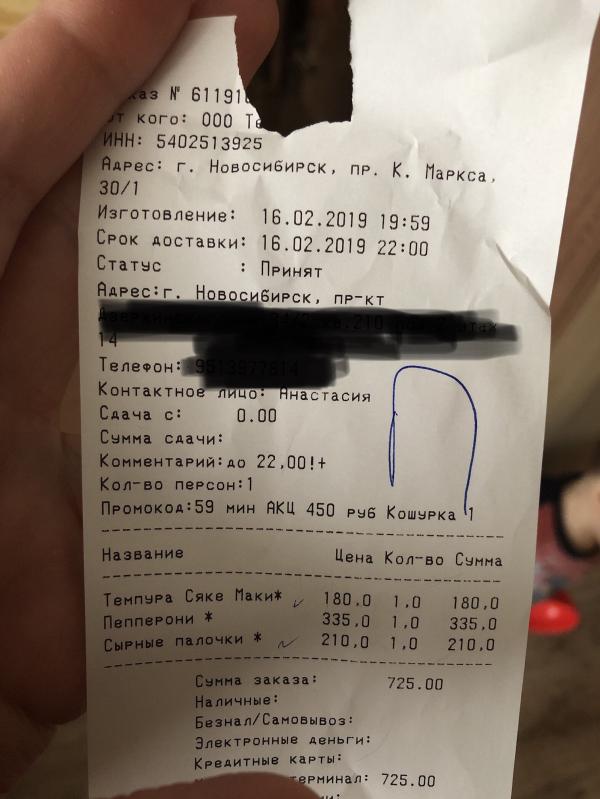 каз № 61191
от кого: ООО Те
ИНН: 5402513925
Адрес: г. Новосибирск, пр. К. Маркса,
30/1
Изготовление: 16.02.2019 19:59
Срок доставки: 16.02.2019 22:00
Статус : Принят
Адрес:г. Новосибирск, пр-кт
14
Телефон:
Контактное лицо: Анастасия
Сдача с: 0.00
Сумма сдачи:
Комментарий:до 22,00!+
Кол-во персон:1
Промокод:59 мин АКЦ 450 руб Кошурка 1
Название Цена Кол-во Сумма
Темпура Сяке Маки* 180,0 1,0 180,0
Пепперони * 335,0 1,0 335,0
Сырные палочки * 210,0 1,0 210,0
Сумма заказа: 725.00
Наличные:
Безнал/Самовывоз:
Электронные деньги:
Кредитные карты:
терминал: 725.00